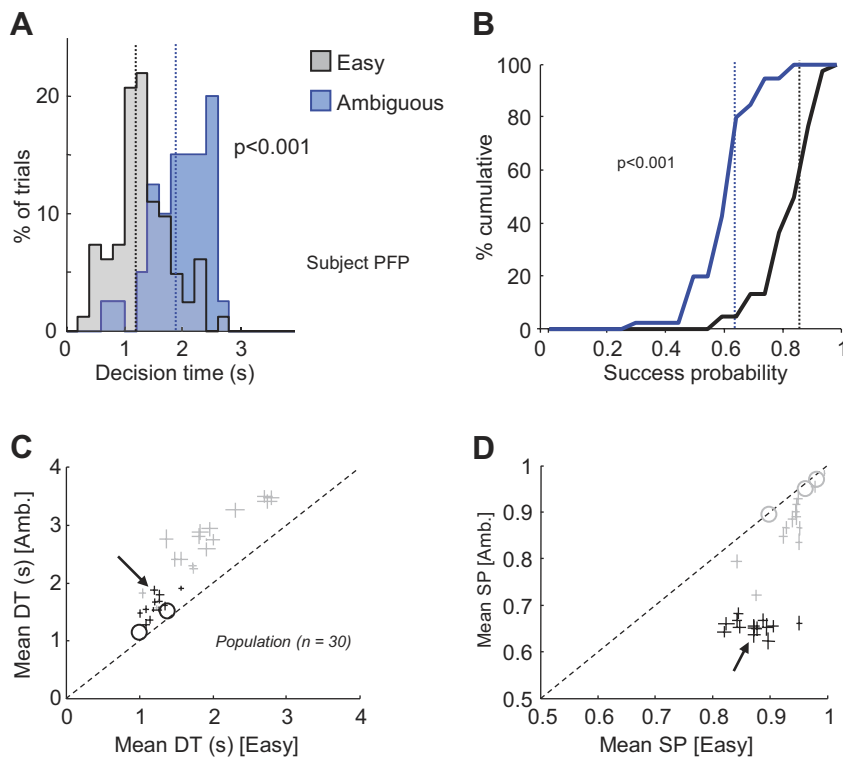 A
% of trials
20
10
0
0
1
2
3
Decision time (s)
Easy
Ambiguous
p<0.001
Subject PFP
B
% cumulative
100
80
60
40
20
0
0
0.2
0.4
0.6
0.8
1
Success probability
p<0.001
C
Mean DT (s) [Amb.]
4
3
2
1
0
0
1
2
3
4
Mean DT (s) [Easy]
Population (n = 30)
D
Mean SP [Amb.]
1
0.9
0.8
0.7
0.6
0.5
0.5
0.6
0.7
0.8
0.9
1
Mean SP [Easy]